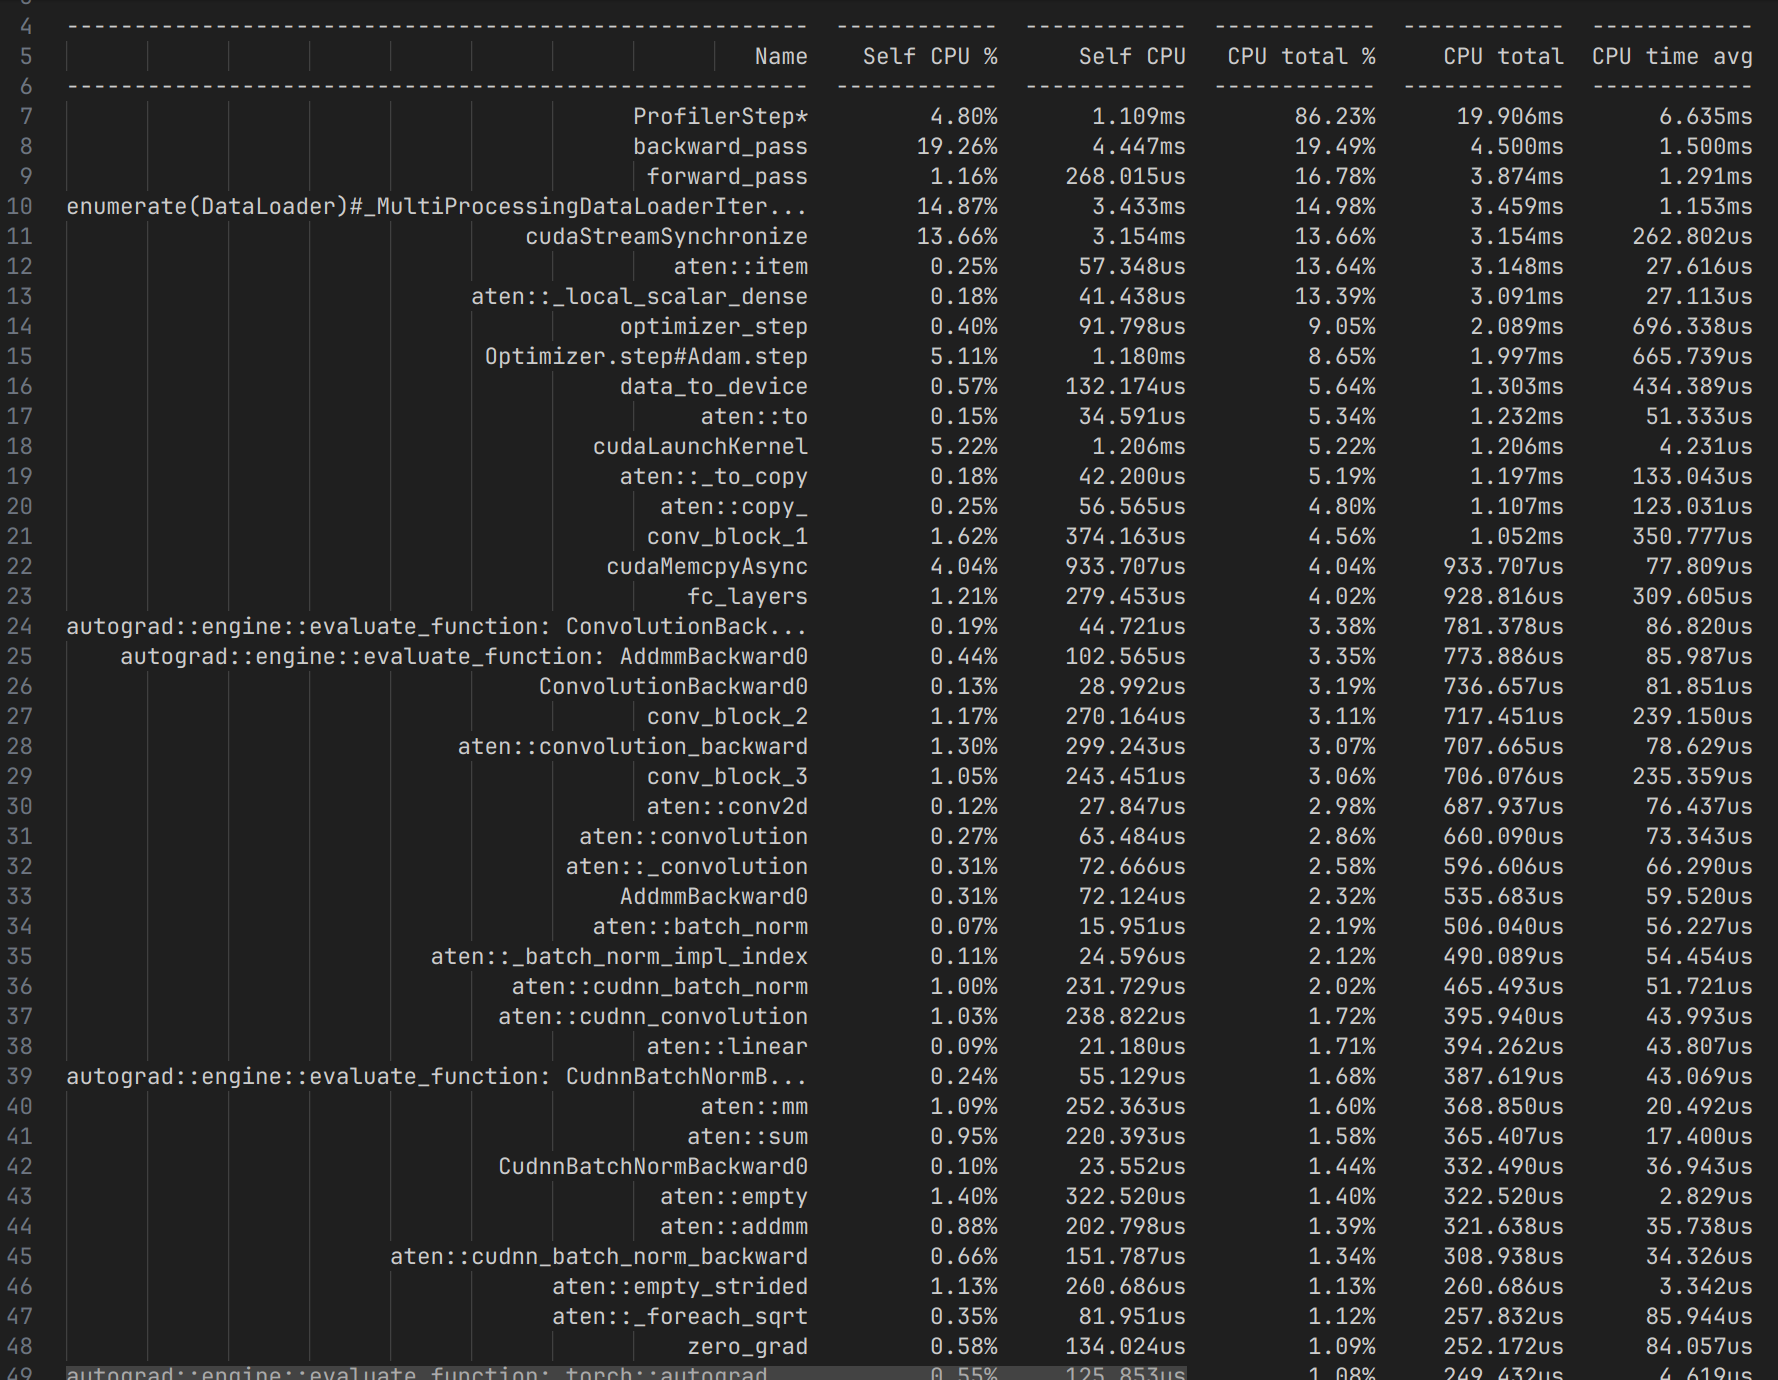 4 ------------------------------------------------------- ------------ ------------ ------------ ------------ ------------
5 Name Self CPU % Self CPU CPU total % CPU total CPU time avg
6 ------------------------------------------------------- ------------ ------------ ------------ ------------ ------------
7 ProfilerStep* 4.80% 1.109ms 86.23% 19.906ms 6.635ms
8 backward_pass 19.26% 4.447ms 19.49% 4.500ms 1.500ms
9 forward_pass 1.16% 268.015us 16.78% 3.874ms 1.291ms
10 enumerate(DataLoader)#_MultiProcessingDataLoaderIter... 14.87% 3.433ms 14.98% 3.459ms 1.153ms
11 cudaStreamSynchronize 13.66% 3.154ms 13.66% 3.154ms 262.802us
12 aten::item 0.25% 57.348us 13.64% 3.148ms 27.616us
13 aten::_local_scalar_dense 0.18% 41.438us 13.39% 3.091ms 27.113us
14 optimizer_step 0.40% 91.798us 9.05% 2.089ms 696.338us
15 Optimizer.step#Adam.step 5.11% 1.180ms 8.65% 1.997ms 665.739us
16 data_to_device 0.57% 132.174us 5.64% 1.303ms 434.389us
17 aten::to 0.15% 34.591us 5.34% 1.232ms 51.333us
18 cudaLaunchKernel 5.22% 1.206ms 5.22% 1.206ms 4.231us
19 aten::_to_copy 0.18% 42.200us 5.19% 1.197ms 133.043us
20 aten::copy_ 0.25% 56.565us 4.80% 1.107ms 123.031us
21 conv_block_1 1.62% 374.163us 4.56% 1.052ms 350.777us
22 cudaMemcpyAsync 4.04% 933.707us 4.04% 933.707us 77.809us
23 fc_layers 1.21% 279.453us 4.02% 928.816us 309.605us
24 autograd::engine::evaluate_function: ConvolutionBack... 0.19% 44.721us 3.38% 781.378us 86.820us
25 autograd::engine::evaluate_function: AddmmBackward0 0.44% 102.565us 3.35% 773.886us 85.987us
26 ConvolutionBackward0 0.13% 28.992us 3.19% 736.657us 81.851us
27 conv_block_2 1.17% 270.164us 3.11% 717.451us 239.150us
28 aten::convolution_backward 1.30% 299.243us 3.07% 707.665us 78.629us
29 conv_block_3 1.05% 243.451us 3.06% 706.076us 235.359us
30 aten::conv2d 0.12% 27.847us 2.98% 687.937us 76.437us
31 aten::convolution 0.27% 63.484us 2.86% 660.090us 73.343us
32 aten::_convolution 0.31% 72.666us 2.58% 596.606us 66.290us
33 AddmmBackward0 0.31% 72.124us 2.32% 535.683us 59.520us
34 aten::batch_norm 0.07% 15.951us 2.19% 506.040us 56.227us
35 aten::_batch_norm_impl_index 0.11% 24.596us 2.12% 490.089us 54.454us
36 aten::cudnn_batch_norm 1.00% 231.729us 2.02% 465.493us 51.721us
37 aten::cudnn_convolution 1.03% 238.822us 1.72% 395.940us 43.993us
38 aten::linear 0.09% 21.180us 1.71% 394.262us 43.807us
39 autograd::engine::evaluate_function: CudnnBatchNormB... 0.24% 55.129us 1.68% 387.619us 43.069us
40 aten::mm 1.09% 252.363us 1.60% 368.850us 20.492us
41 aten::sum 0.95% 220.393us 1.58% 365.407us 17.400us
42 CudnnBatchNormBackward0 0.10% 23.552us 1.44% 332.490us 36.943us
43 aten::empty 1.40% 322.520us 1.40% 322.520us 2.829us
44 aten::addmm 0.88% 202.798us 1.39% 321.638us 35.738us
45 aten::cudnn_batch_norm_backward 0.66% 151.787us 1.34% 308.938us 34.326us
46 aten::empty_strided 1.13% 260.686us 1.13% 260.686us 3.342us
47 aten::_foreach_sqrt 0.35% 81.951us 1.12% 257.832us 85.944us
48 zero_grad 0.58% 134.024us 1.09% 252.172us 84.057us
49 autograd::engine::evaluate_function: torch::autograd 0.55% 125.853us 1.08% 249.432us 4.619us